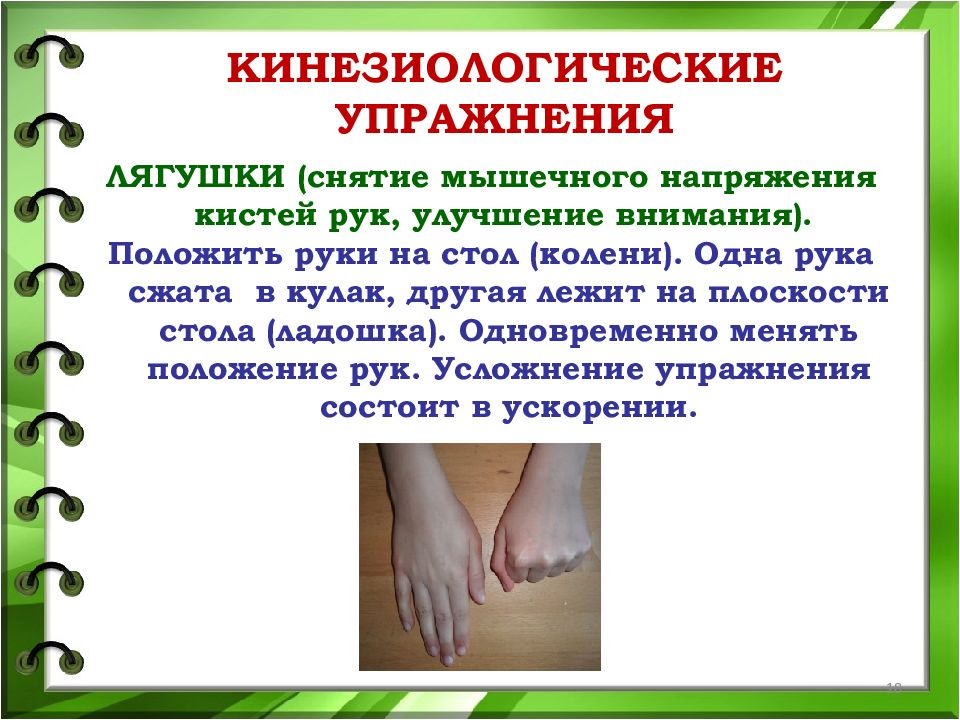 КИНЕЗИОЛОГИЧЕСКИЕ
УПРАЖНЕНИЯ
ЛЯГУШКИ (снятие мышечного напряжения
кистей рук, улучшение внимания).
Положить руки на стол (колени). Одна рука
сжата в кулак, другая лежит на плоскости
стола (ладошка). Одновременно менять
положение рук. Усложнение упражнения
состоит в ускорении.
18